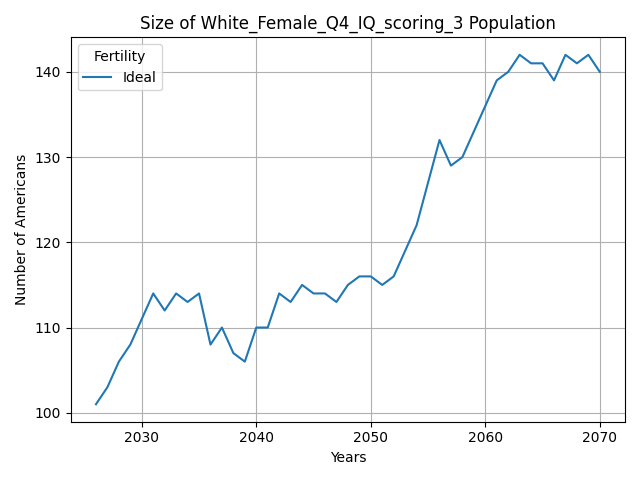 Size of White_Female_Q4_IQ_scoring_3 Population
Fertility
Ideal
Number of Americans
140
130
120
110
100
2030 2040 2050 2060 2070
Years